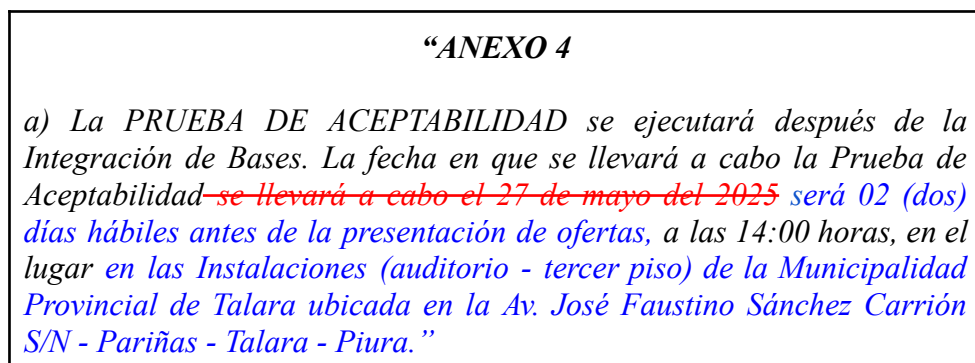 “ANEXO 4
a) La PRUEBA DE ACEPTABILIDAD se ejecutará después de la
Integración de Bases. La fecha en que se llevará a cabo la Prueba de
Aceptabilidad se llevará a cabo el 27 de mayo del 2025 será 02 (dos)
días hábiles antes de la presentación de ofertas, a las 14:00 horas, en el
lugar en las Instalaciones (auditorio - tercer piso) de la Municipalidad
Provincial de Talara ubicada en la Av. José Faustino Sánchez Carrión
S/N - Pariñas - Talara - Piura.”